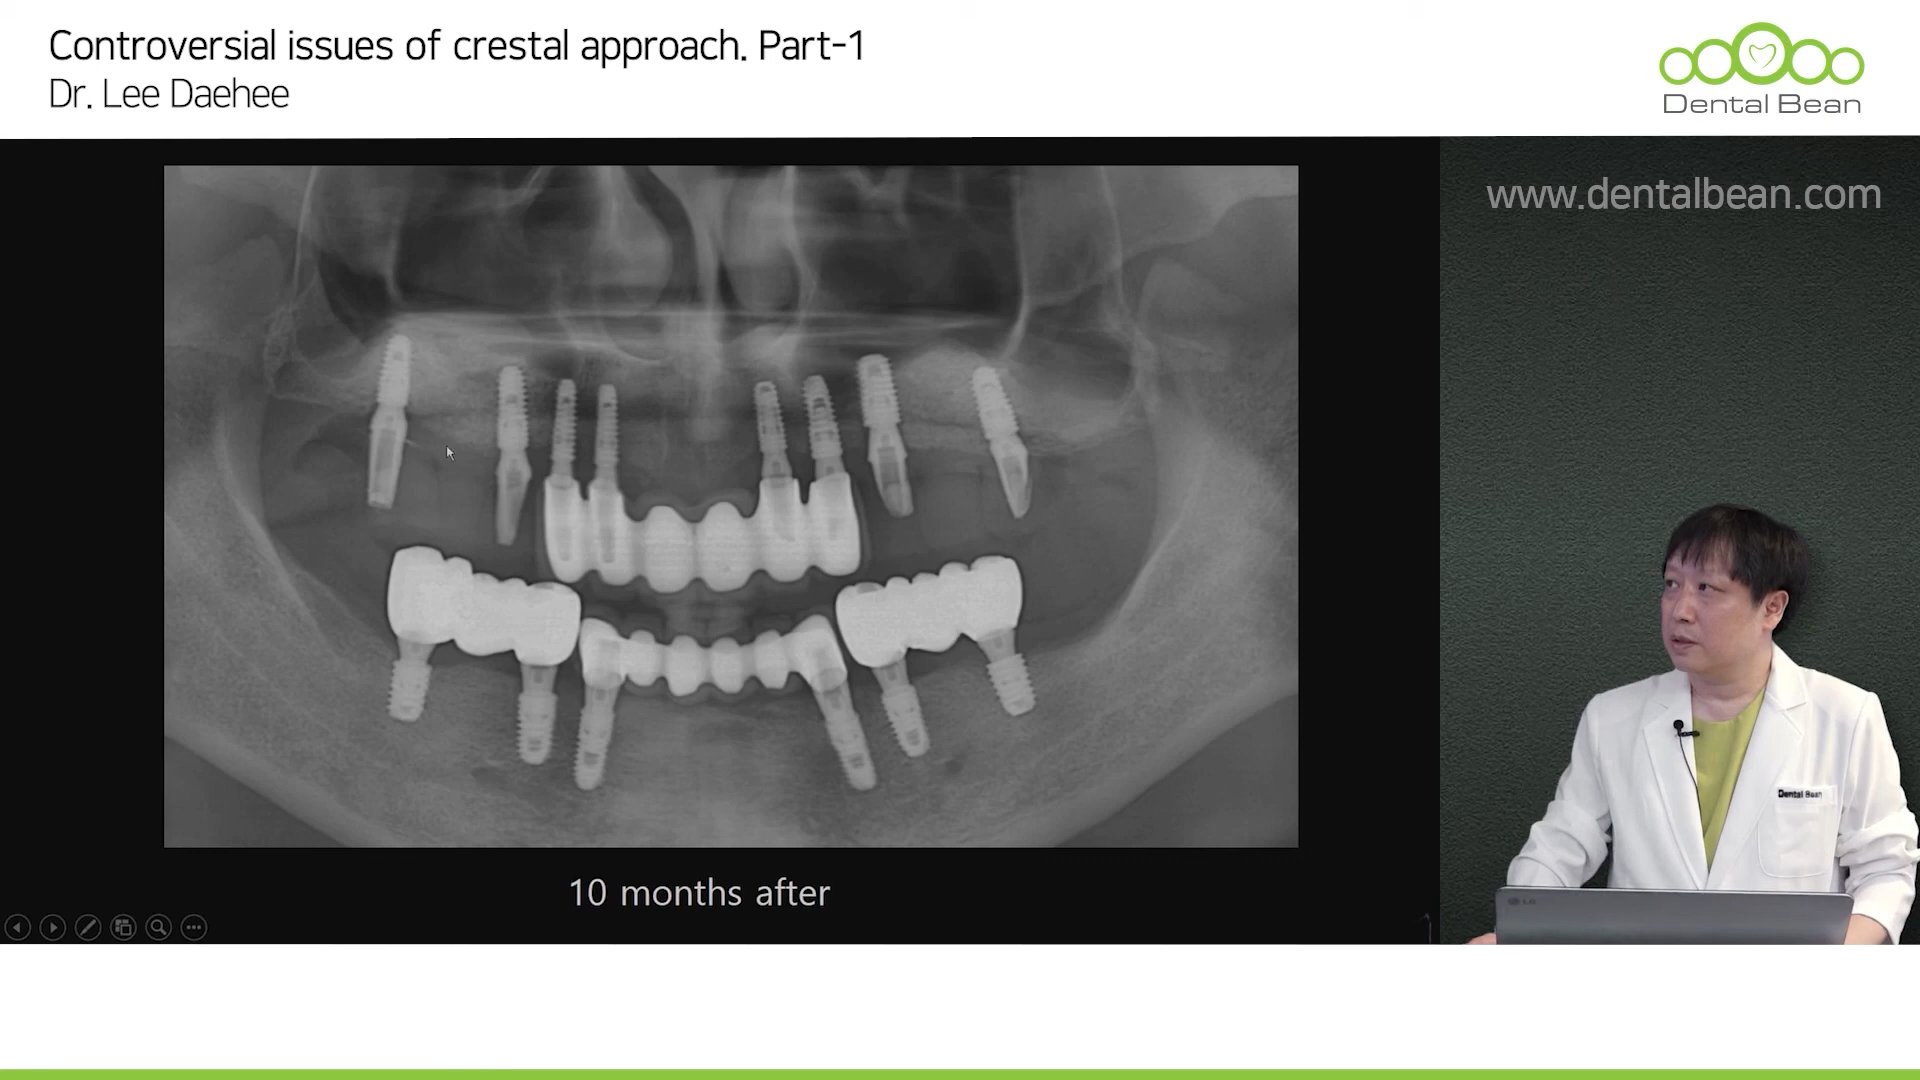 Controversial issues of crestal approach. Part-1
Dr. Lee Daehee
Dental Bean
www.dentalbean.com
Dental Bean
LG
10 months after